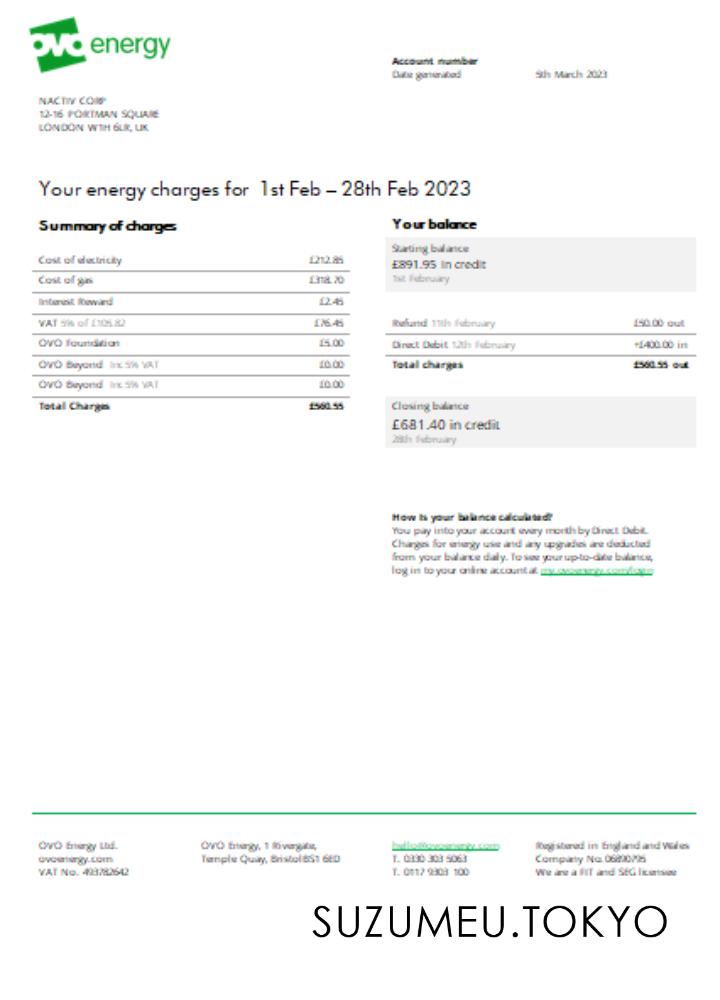 ovo energy
Account number
Date generated 5th March 2023
NACTIV CORP
12-16 PORTMAN SQUARE
LONDON W1H 6LR, UK
Your energy charges for 1st Feb – 28th Feb 2023
Summary of charges
Cost of electricity £212.85
Cost of gas £318.70
Interest Reward £2.45
VAT 5% of £105.82 £76.45
OVO Foundation £5.00
OVO Beyond Inc.5% VAT £0.00
OVO Beyond Inc.5% VAT £0.00
Total Charges £560.55
Your balance
Starting balance
£891.95 in credit
1st February
Refund 11th February £50.00 out
Direct Debit 12th February +£400.00 in
Total charges £560.55 out
Closing balance
£681.40 in credit
28th February
How is your balance calculated?
You pay into your account every month by Direct Debit.
Charges for energy use and any upgrades are deducted
from your balance daily. To see your up-to-date balance,
log in to your online account at my.ovoenergy.com/login
OVO Energy Ltd.
ovoenergy.com
VAT No. 493782642
OVO Energy, 1 Rivergate,
Temple Quay, Bristol BS1 6ED
hello@ovoenergy.com
T. 0330 303 5063
T. 0117 9303 100
Registered in England and Wales
Company No. 06890795
We are a FIT and SEG licensee
SUZUMEU.TOKYO